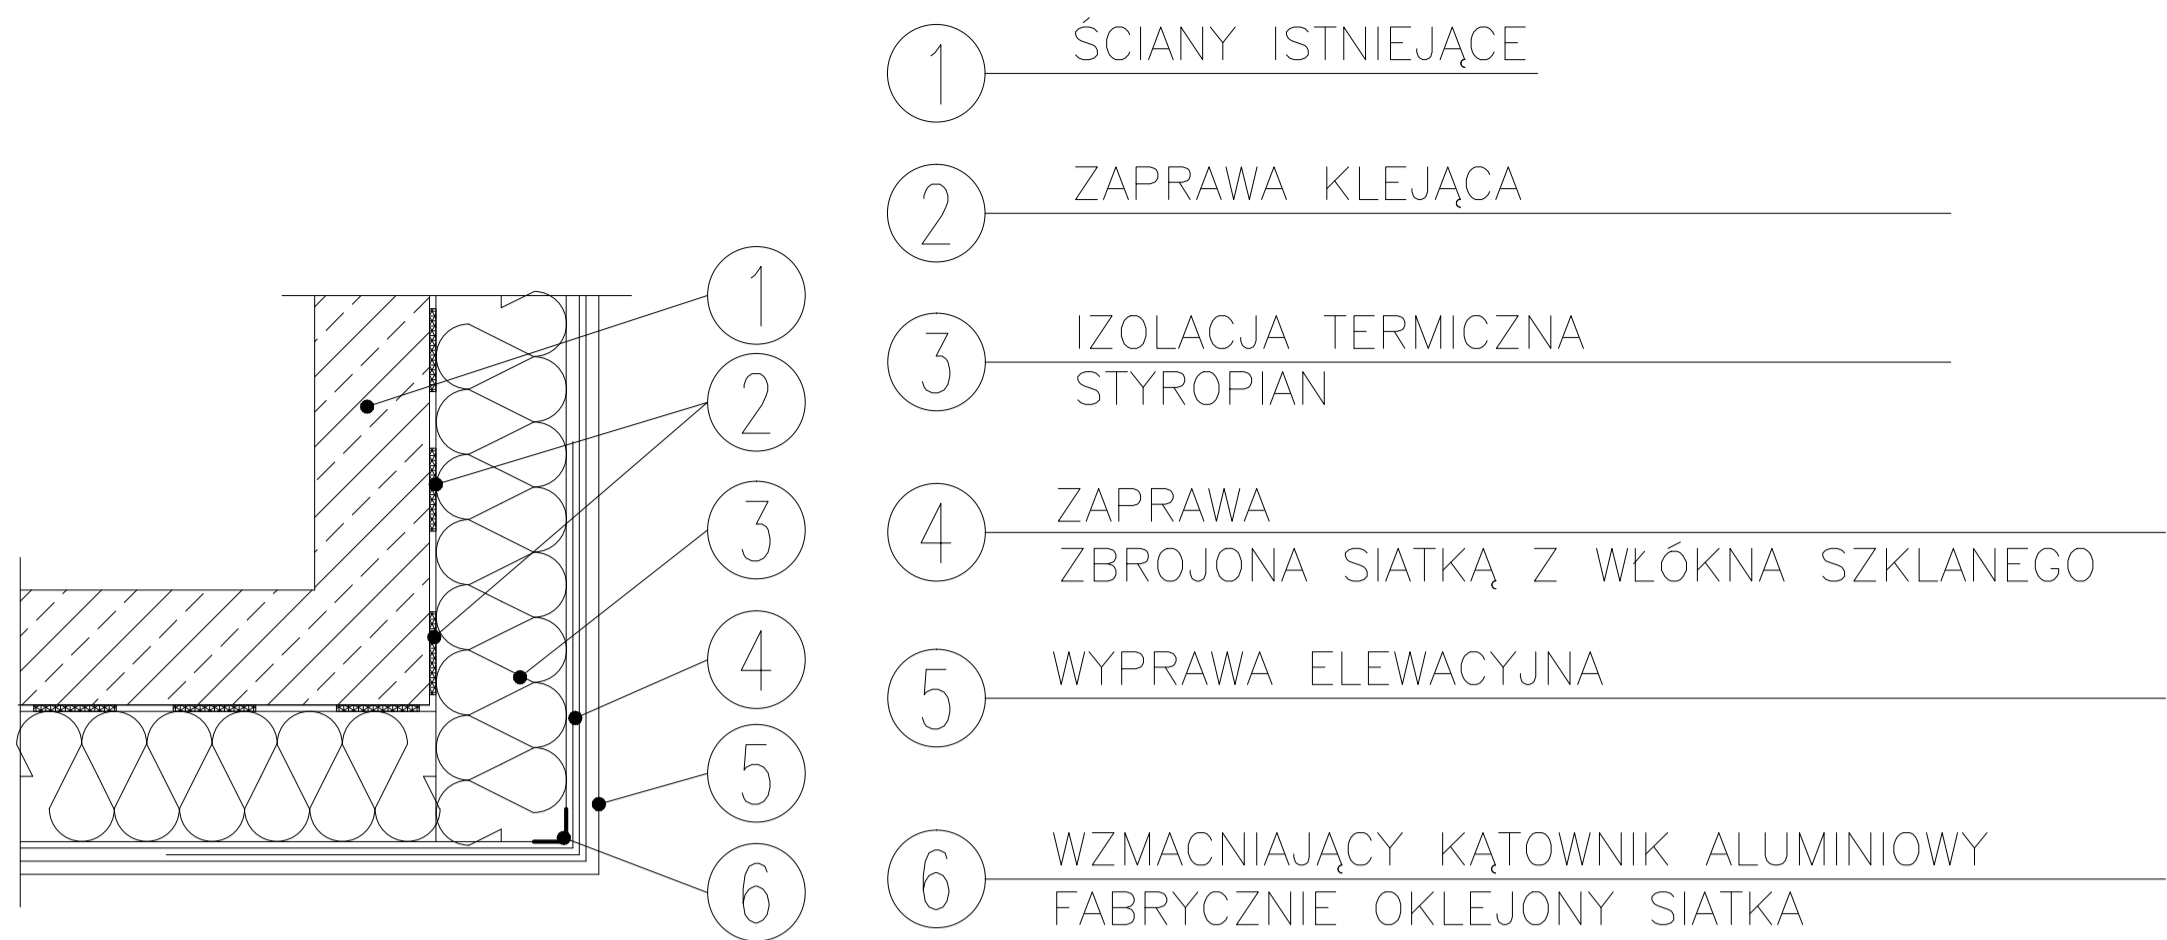 1 ŚCIANY ISTNIEJĄCE
2 ZAPRAWA KLEJĄCA
3 IZOLACJA TERMICZNA
STYROPIAN
4 ZAPRAWA
ZBROJONA SIATKĄ Z WŁÓKNA SZKLANEGO
5 WYPRAWA ELEWACYJNA
6 WZMACNIAJĄCY KĄTOWNIK ALUMINIOWY
FABRYCZNIE OKLEJONY SIATKA
1
2
3
4
5
6